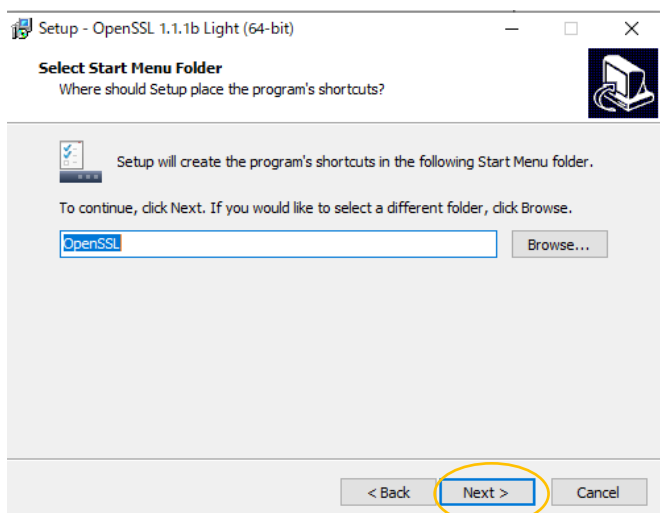 Setup - OpenSSL 1.1.1b Light (64-bit)
Select Start Menu Folder
Where should Setup place the program's shortcuts?
Setup will create the program's shortcuts in the following Start Menu folder.
To continue, click Next. If you would like to select a different folder, click Browse.
OpenSSL Browse...
< Back Next > Cancel